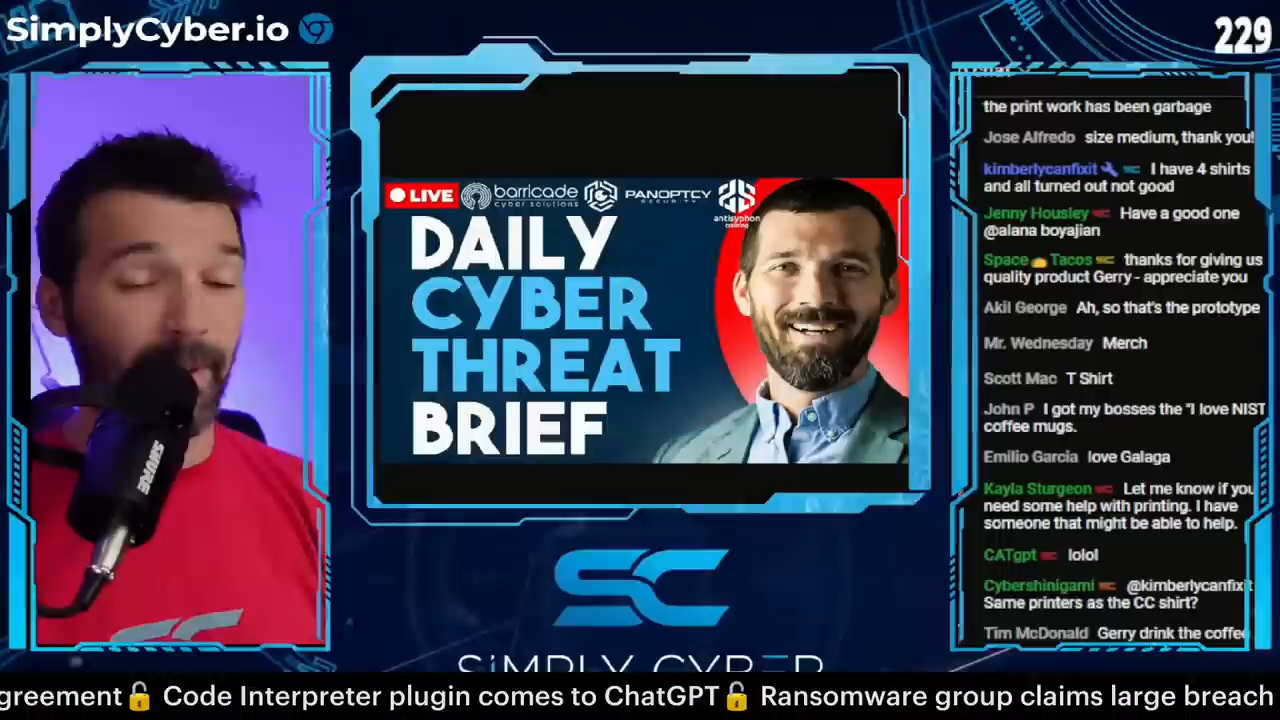 SimplyCyber.io
229
LIVE
barricade
cyber solutions
PANOPTCY
SECURITY
antisyphon
training
DAILY
CYBER
THREAT
BRIEF
SHURE
SC
SC
SIMPLY CYBER
the print work has been garbage
Jose Alfredo size medium, thank you!
kimberlycanfixit I have 4 shirts
and all turned out not good
Jenny Housley Have a good one
@alana boyajian
Space Tacos thanks for giving us
quality product Gerry - appreciate you
Akil George Ah, so that's the prototype
Mr. Wednesday Merch
Scott Mac T Shirt
John P I got my bosses the "I love NIST
coffee mugs.
Emilio Garcia love Galaga
Kayla Sturgeon Let me know if you
need some help with printing. I have
someone that might be able to help.
CATgpt lolol
Cybershinigami @kimberlycanfixit
Same printers as the CC shirt?
Tim McDonald Gerry drink the coffee
greement🔓 Code Interpreter plugin comes to ChatGPT🔓 Ransomware group claims large breach